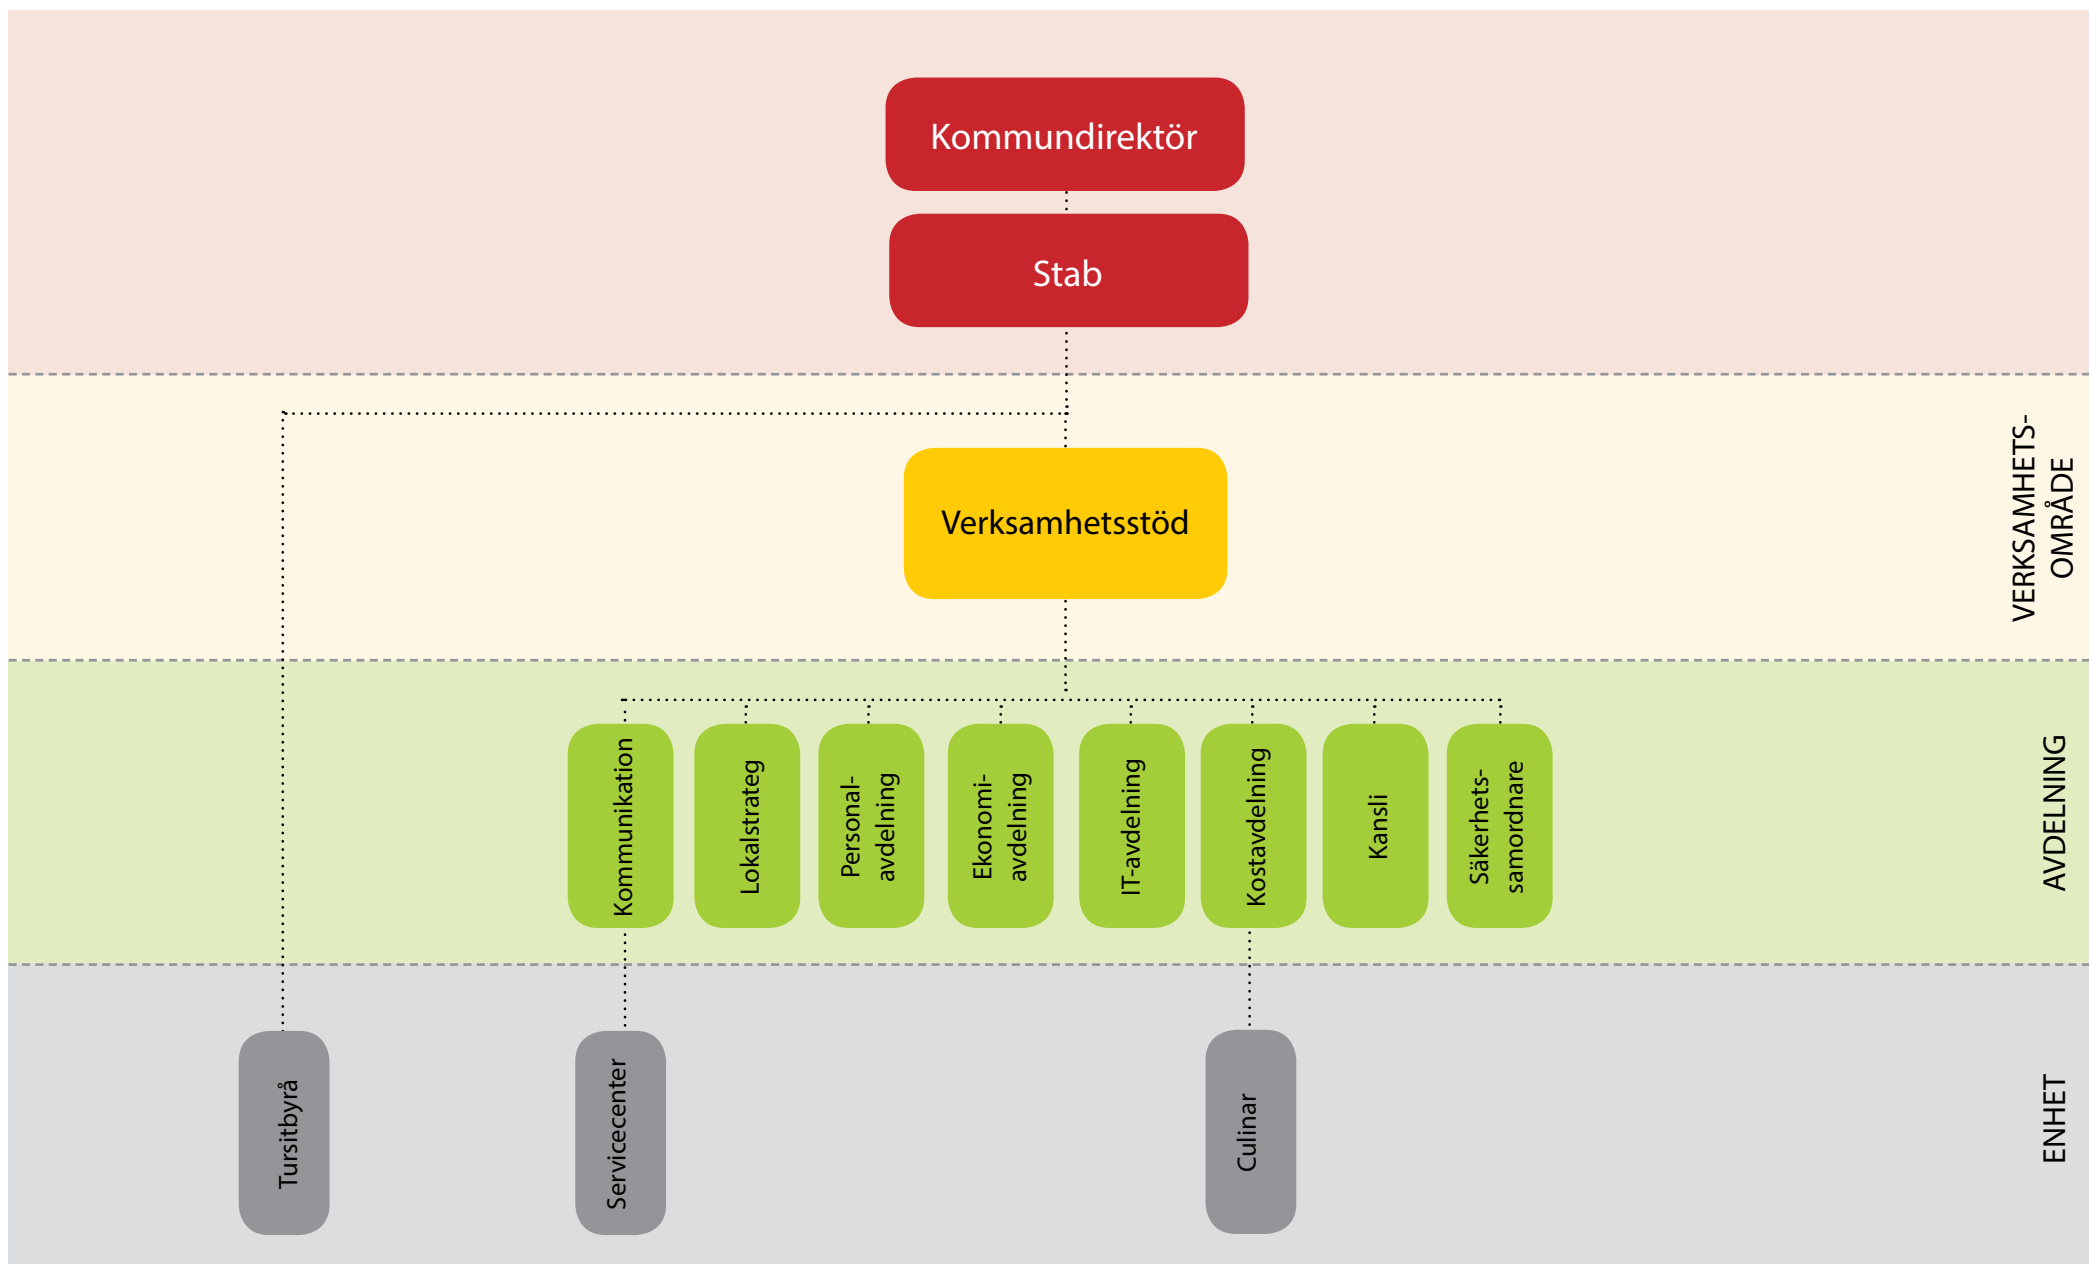 Kommundirektör
Stab
VERKSAMHETS-
OMRÅDE
Verksamhetsstöd
AVDELNING
Kommunikation
Lokalstrateg
Personal-
avdelning
Ekonomi-
avdelning
IT-avdelning
Kostavdelning
Kansli
Säkerhets-
samordnare
ENHET
Tursitbyrå
Servicecenter
Culinar